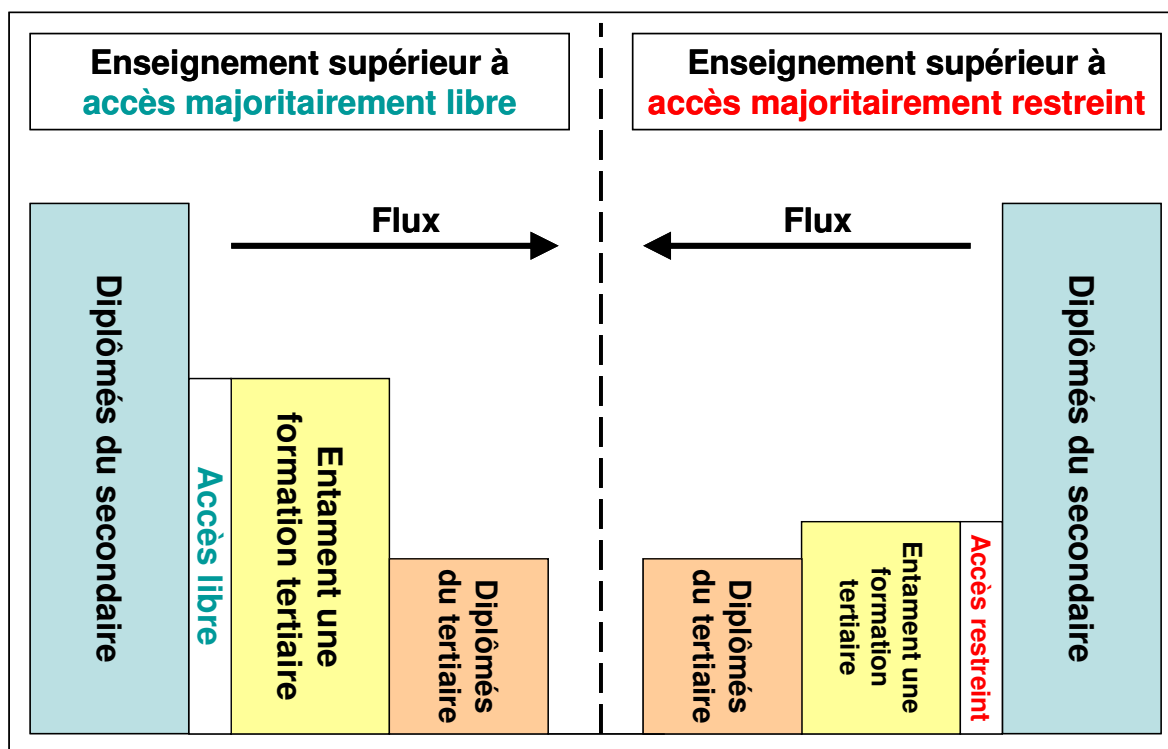 Enseignement supérieur à
accès majoritairement libre
Enseignement supérieur à
accès majoritairement restreint
Flux
Flux
Diplômés du secondaire
Accès libre
Entament une
formation tertiaire
Diplômés
du tertiaire
Diplômés
du tertiaire
Entament une
formation
tertiaire
Accès restreint
Diplômés du secondaire